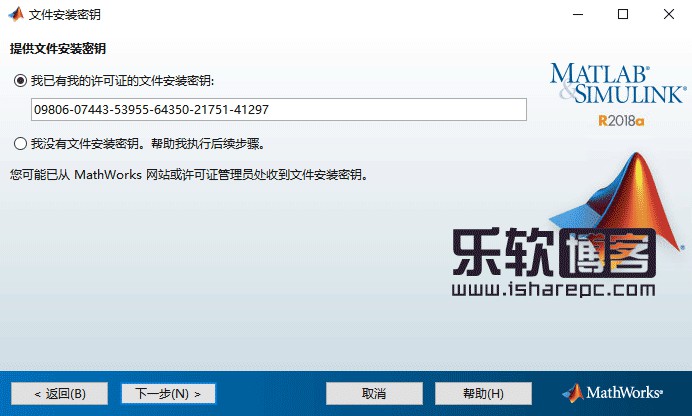 文件安装密钥
提供文件安装密钥
我已有我的许可证的文件安装密钥:
09806-07443-53955-64350-21751-41297
我没有文件安装密钥。帮助我执行后续步骤。
您可能已从 MathWorks 网站或许可证管理员处收到文件安装密钥。
MATLAB®
&SIMULINK®
R2018a
乐软博客
www.isharepc.com
< 返回(B) 下一步(N) > 取消 帮助(H) MathWorks®